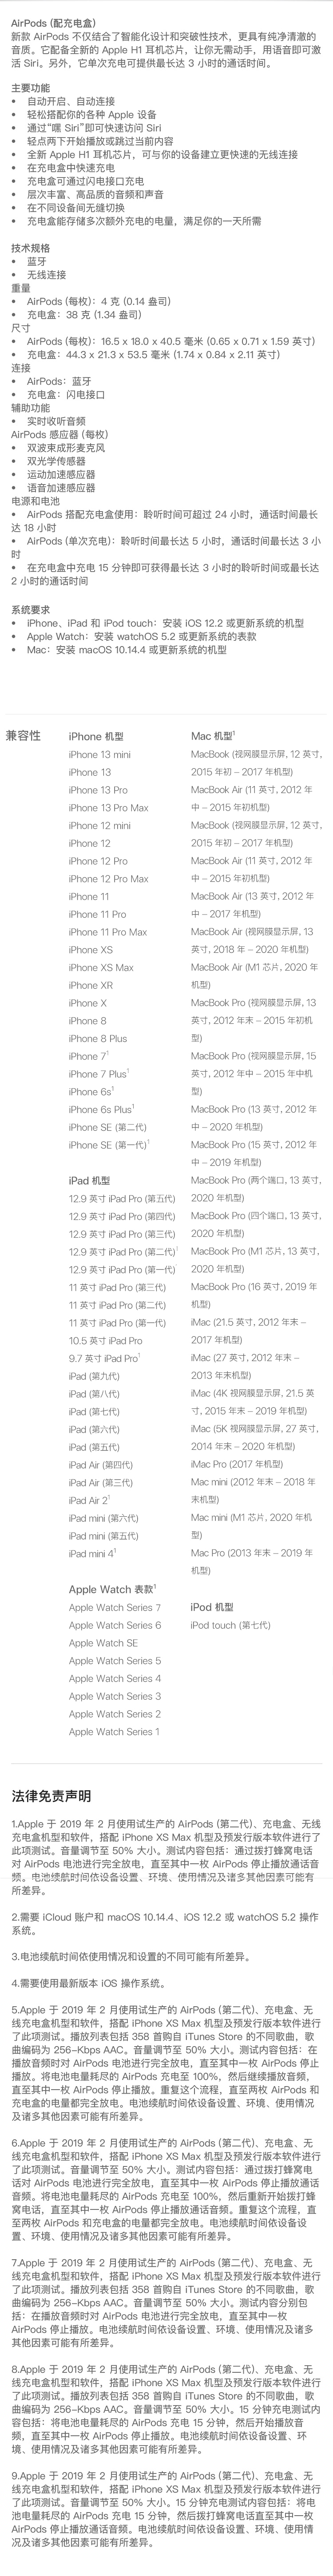 AirPods (配充电盒)
新款 AirPods 不仅结合了智能化设计和突破性技术，更具有纯净清澈的
音质。它配备全新的 Apple H1 耳机芯片，让你无需动手，用语音即可激
活 Siri。另外，它单次充电可提供最长达 3 小时的通话时间。
主要功能
• 自动开启、自动连接
• 轻松搭配你的各种 Apple 设备
• 通过“嘿 Siri”即可快速访问 Siri
• 轻点两下开始播放或跳过当前内容
• 全新 Apple H1 耳机芯片，可与你的设备建立更快速的无线连接
• 在充电盒中快速充电
• 充电盒可通过闪电接口充电
• 层次丰富、高品质的音频和声音
• 在不同设备间无缝切换
• 充电盒能存储多次额外充电的电量，满足你的一天所需
技术规格
• 蓝牙
• 无线连接
重量
• AirPods (每枚)：4 克 (0.14 盎司)
• 充电盒：38 克 (1.34 盎司)
尺寸
• AirPods (每枚)：16.5 x 18.0 x 40.5 毫米 (0.65 x 0.71 x 1.59 英寸)
• 充电盒：44.3 x 21.3 x 53.5 毫米 (1.74 x 0.84 x 2.11 英寸)
连接
• AirPods：蓝牙
• 充电盒：闪电接口
辅助功能
• 实时收听音频
AirPods 感应器 (每枚)
• 双波束成形麦克风
• 双光学传感器
• 运动加速感应器
• 语音加速感应器
电源和电池
• AirPods 搭配充电盒使用：聆听时间可超过 24 小时，通话时间最长
达 18 小时
• AirPods (单次充电)：聆听时间最长达 5 小时，通话时间最长达 3 小
时
• 在充电盒中充电 15 分钟即可获得最长达 3 小时的聆听时间或最长达
2 小时的通话时间
系统要求
• iPhone、iPad 和 iPod touch：安装 iOS 12.2 或更新系统的机型
• Apple Watch：安装 watchOS 5.2 或更新系统的表款
• Mac：安装 macOS 10.14.4 或更新系统的机型
兼容性
iPhone 机型
iPhone 13 mini
iPhone 13
iPhone 13 Pro
iPhone 13 Pro Max
iPhone 12 mini
iPhone 12
iPhone 12 Pro
iPhone 12 Pro Max
iPhone 11
iPhone 11 Pro
iPhone 11 Pro Max
iPhone XS
iPhone XS Max
iPhone XR
iPhone X
iPhone 8
iPhone 8 Plus
iPhone 7¹
iPhone 7 Plus¹
iPhone 6s¹
iPhone 6s Plus¹
iPhone SE (第二代)
iPhone SE (第一代)¹
iPad 机型
12.9 英寸 iPad Pro (第五代)
12.9 英寸 iPad Pro (第四代)
12.9 英寸 iPad Pro (第三代)
12.9 英寸 iPad Pro (第二代)¹
12.9 英寸 iPad Pro (第一代)
11 英寸 iPad Pro (第三代)
11 英寸 iPad Pro (第二代)
11 英寸 iPad Pro (第一代)
10.5 英寸 iPad Pro
9.7 英寸 iPad Pro¹
iPad (第九代)
iPad (第八代)
iPad (第七代)
iPad (第六代)
iPad (第五代)
iPad Air (第四代)
iPad Air (第三代)
iPad Air 2¹
iPad mini (第六代)
iPad mini (第五代)
iPad mini 4¹
Apple Watch 表款¹
Apple Watch Series 7
Apple Watch Series 6
Apple Watch SE
Apple Watch Series 5
Apple Watch Series 4
Apple Watch Series 3
Apple Watch Series 2
Apple Watch Series 1
Mac 机型¹
MacBook (视网膜显示屏, 12 英寸,
2015 年初 – 2017 年机型)
MacBook Air (11 英寸, 2012 年
中 – 2015 年初机型)
MacBook (视网膜显示屏, 12 英寸,
2015 年初 – 2017 年机型)
MacBook Air (11 英寸, 2012 年
中 – 2015 年初机型)
MacBook Air (13 英寸, 2012 年
中 – 2017 年机型)
MacBook Air (视网膜显示屏, 13
英寸, 2018 年 – 2020 年机型)
MacBook Air (M1 芯片, 2020 年
机型)
MacBook Pro (视网膜显示屏, 13
英寸, 2012 年末 – 2015 年初机
型)
MacBook Pro (视网膜显示屏, 15
英寸, 2012 年中 – 2015 年中机
型)
MacBook Pro (13 英寸, 2012 年
中 – 2020 年机型)
MacBook Pro (15 英寸, 2012 年
中 – 2019 年机型)
MacBook Pro (两个端口, 13 英寸,
2020 年机型)
MacBook Pro (四个端口, 13 英寸,
2020 年机型)
MacBook Pro (M1 芯片, 13 英寸,
2020 年机型)
MacBook Pro (16 英寸, 2019 年
机型)
iMac (21.5 英寸, 2012 年末 –
2017 年机型)
iMac (27 英寸, 2012 年末 –
2013 年末机型)
iMac (4K 视网膜显示屏, 21.5 英
寸, 2015 年末 – 2019 年机型)
iMac (5K 视网膜显示屏, 27 英寸,
2014 年末 – 2020 年机型)
iMac Pro (2017 年机型)
Mac mini (2012 年末 – 2018 年
末机型)
Mac mini (M1 芯片, 2020 年机
型)
Mac Pro (2013 年末 – 2019 年
机型)
iPod 机型
iPod touch (第七代)
法律免责声明
1.Apple 于 2019 年 2 月使用试生产的 AirPods (第二代)、充电盒、无线
充电盒机型和软件，搭配 iPhone XS Max 机型及预发行版本软件进行了
此项测试。音量调节至 50% 大小。测试内容包括：通过拨打蜂窝电话
对 AirPods 电池进行完全放电，直至其中一枚 AirPods 停止播放通话音
频。电池续航时间依设备设置、环境、使用情况及诸多其他因素可能有
所差异。
2.需要 iCloud 账户和 macOS 10.14.4、iOS 12.2 或 watchOS 5.2 操作
系统。
3.电池续航时间依使用情况和设置的不同可能有所差异。
4.需要使用最新版本 iOS 操作系统。
5.Apple 于 2019 年 2 月使用试生产的 AirPods (第二代)、充电盒、无
线充电盒机型和软件，搭配 iPhone XS Max 机型及预发行版本软件进行
了此项测试。播放列表包括 358 首购自 iTunes Store 的不同歌曲，歌
曲编码为 256-Kbps AAC。音量调节至 50% 大小。测试内容包括：在
播放音频时对 AirPods 电池进行完全放电，直至其中一枚 AirPods 停止
播放。将电池电量耗尽的 AirPods 充电至 100%，然后继续播放音频，
直至其中一枚 AirPods 停止播放。重复这个流程，直至两枚 AirPods 和
充电盒的电量都完全放电。电池续航时间依设备设置、环境、使用情况
及诸多其他因素可能有所差异。
6.Apple 于 2019 年 2 月使用试生产的 AirPods (第二代)、充电盒、无
线充电盒机型和软件，搭配 iPhone XS Max 机型及预发行版本软件进行
了此项测试。音量调节至 50% 大小。测试内容包括：通过拨打蜂窝电
话对 AirPods 电池进行完全放电，直至其中一枚 AirPods 停止播放通话
音频。将电池电量耗尽的 AirPods 充电至 100%，然后重新开始拨打蜂
窝电话，直至其中一枚 AirPods 停止播放通话音频。重复这个流程，直
至两枚 AirPods 和充电盒的电量都完全放电。电池续航时间依设备设
置、环境、使用情况及诸多其他因素可能有所差异。
7.Apple 于 2019 年 2 月使用试生产的 AirPods (第二代)、充电盒、无
线充电盒机型和软件，搭配 iPhone XS Max 机型及预发行版本软件进行
了此项测试。播放列表包括 358 首购自 iTunes Store 的不同歌曲，歌
曲编码为 256-Kbps AAC。音量调节至 50% 大小。测试内容分别包
括：在播放音频时对 AirPods 电池进行完全放电，直至其中一枚
AirPods 停止播放。电池续航时间依设备设置、环境、使用情况及诸多
其他因素可能有所差异。
8.Apple 于 2019 年 2 月使用试生产的 AirPods (第二代)、充电盒、无
线充电盒机型和软件，搭配 iPhone XS Max 机型及预发行版本软件进行
了此项测试。播放列表包括 358 首购自 iTunes Store 的不同歌曲，歌
曲编码为 256-Kbps AAC。音量调节至 50% 大小。15 分钟充电测试内
容包括：将电池电量耗尽的 AirPods 充电 15 分钟，然后开始播放音
频，直至其中一枚 AirPods 停止播放。电池续航时间依设备设置、环
境、使用情况及诸多其他因素可能有所差异。
9.Apple 于 2019 年 2 月使用试生产的 AirPods (第二代)、充电盒、无
线充电盒机型和软件，搭配 iPhone XS Max 机型及预发行版本软件进行
了此项测试。音量调节至 50% 大小。15 分钟充电测试内容包括：将电
池电量耗尽的 AirPods 充电 15 分钟，然后拨打蜂窝电话直至其中一枚
AirPods 停止播放通话音频。电池续航时间依设备设置、环境、使用情
况及诸多其他因素可能有所差异。